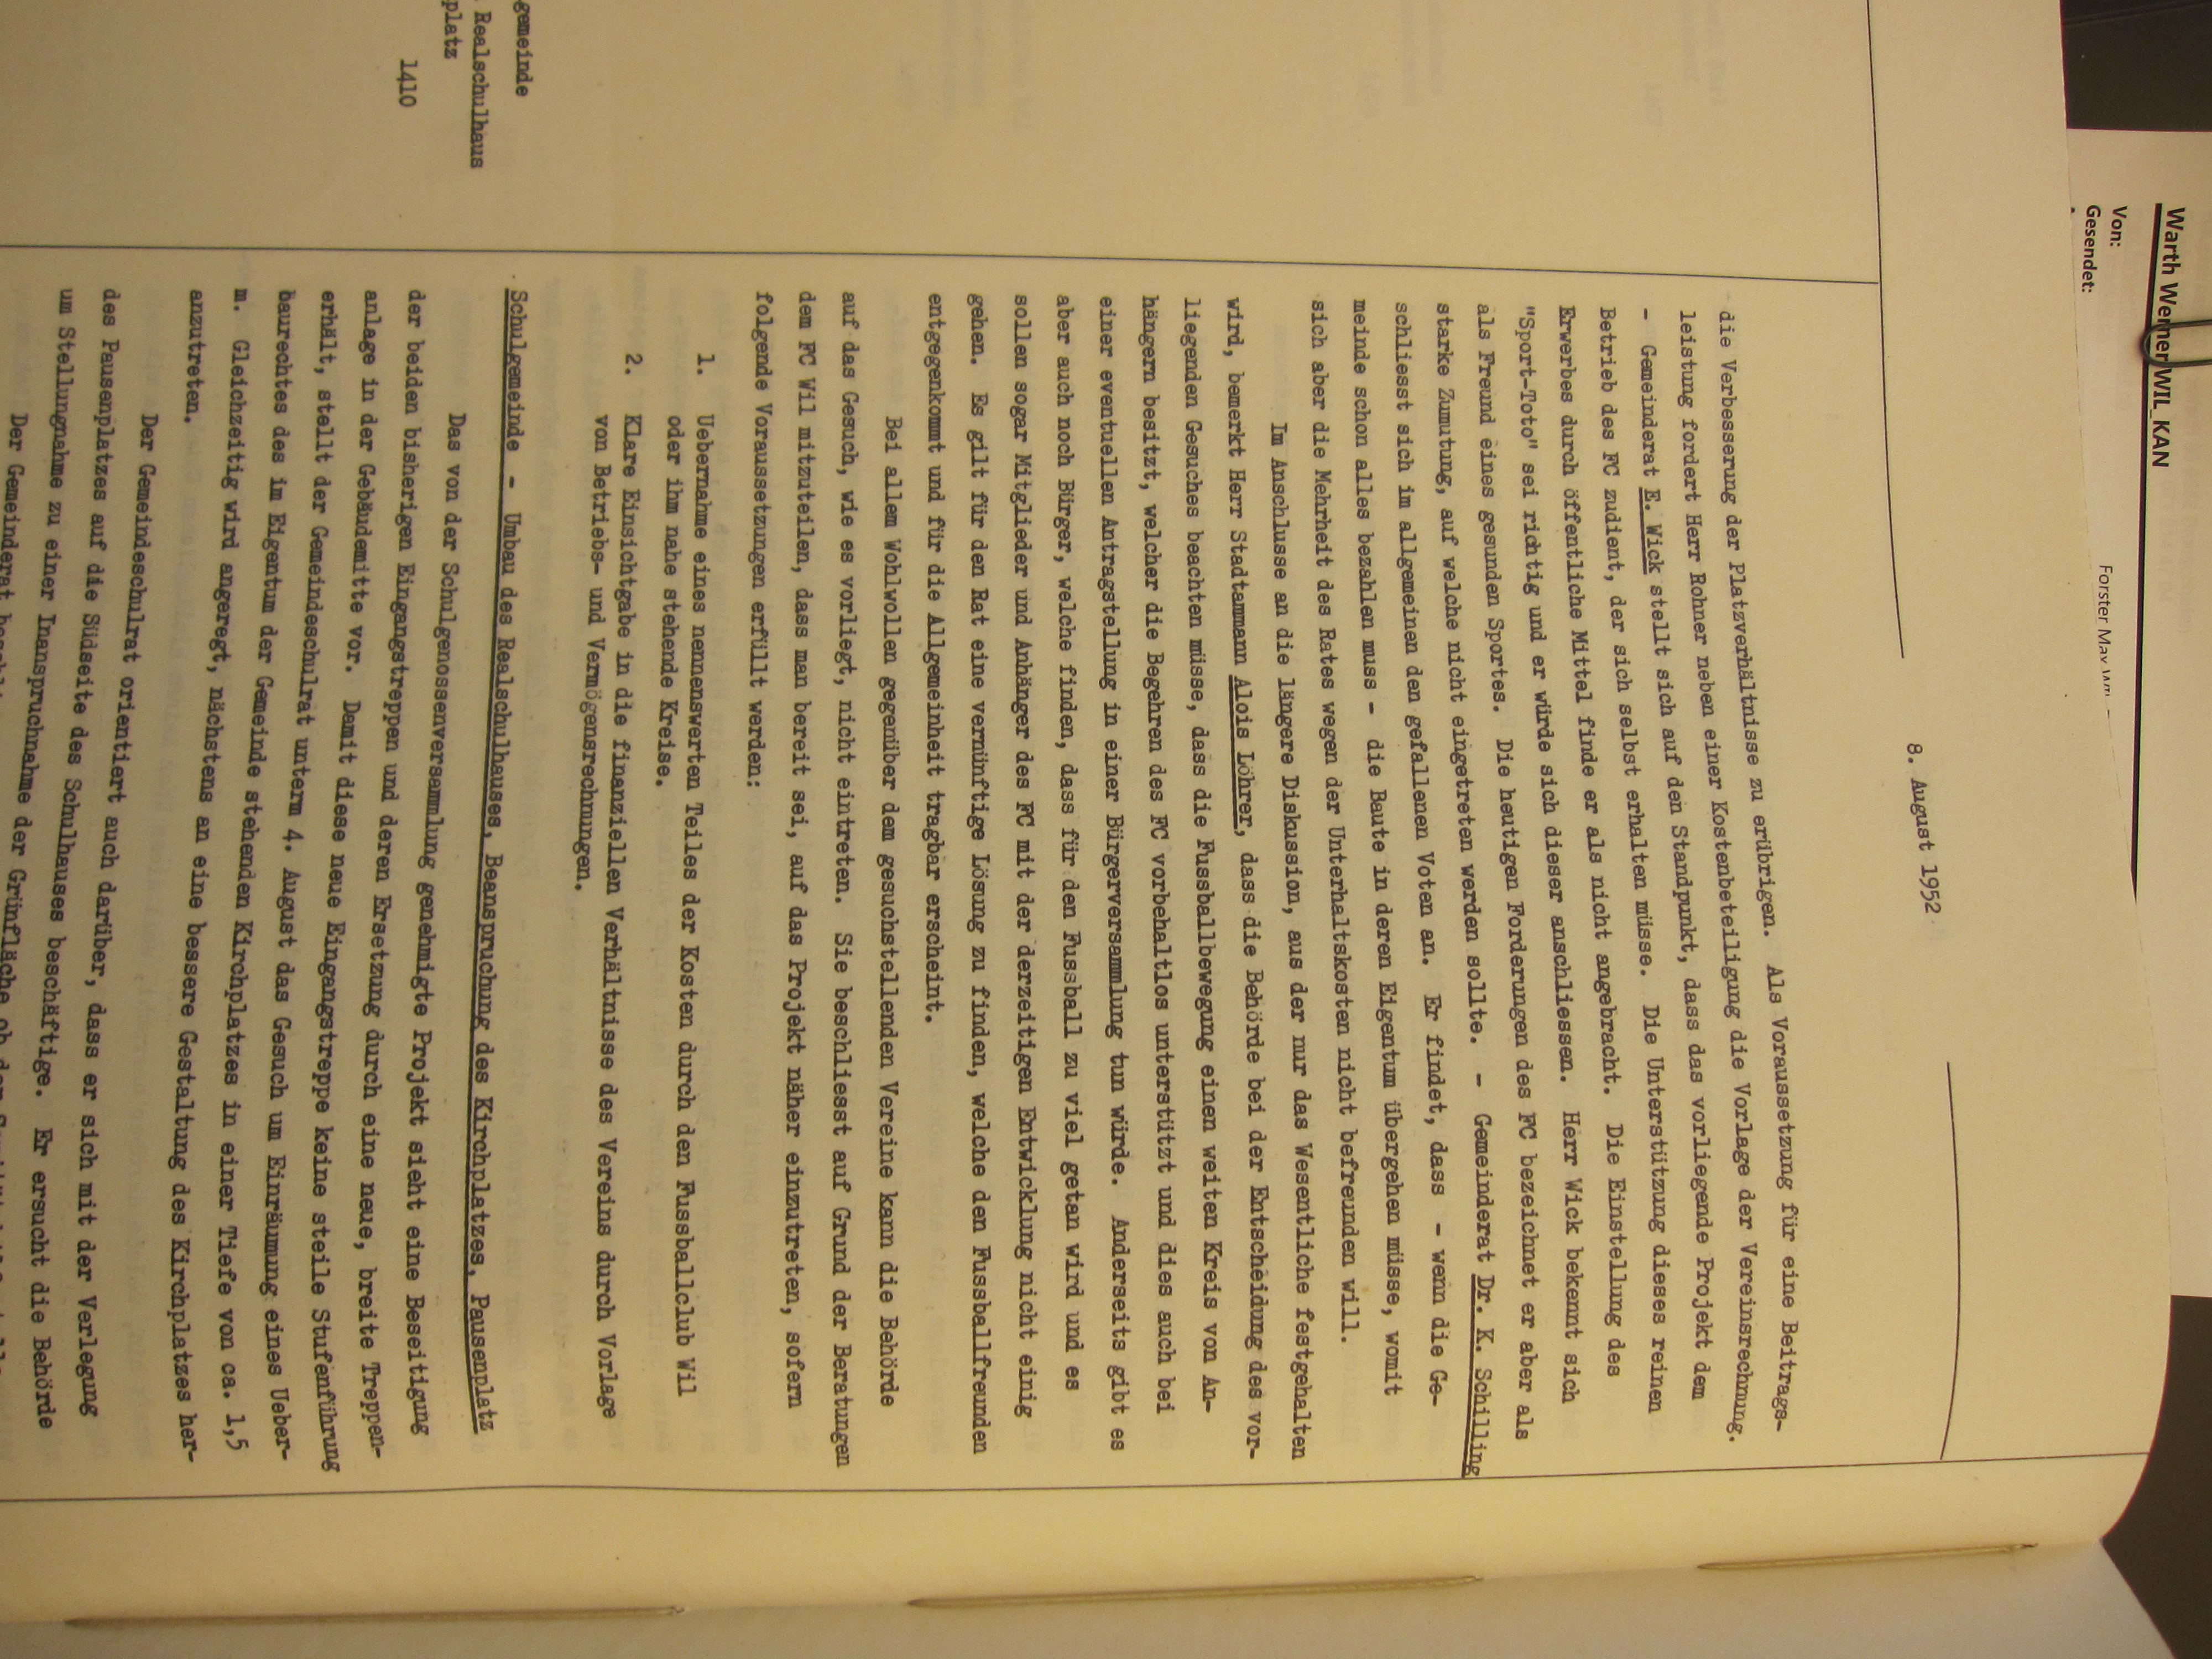 Warth Werner WIL_KAN
Von:
Gesendet:
Forster Max
8. August 1952
die Verbesserung der Platzverhältnisse zu erübrigen. Als Voraussetzung für eine Beitrags-
leistung fordert Herr Rohner neben einer Kostenbeteiligung die Vorlage der Vereinsrechnung.
- Gemeinderat E. Wick stellt sich auf den Standpunkt, dass das vorliegende Projekt dem
Betrieb des FC zudient, der sich selbst erhalten müsse. Die Unterstützung dieses reinen
Erwerbes durch öffentliche Mittel finde er als nicht angebracht. Die Einstellung des
"Sport-Toto" sei richtig und er würde sich dieser anschliessen. Herr Wick bekennt sich
als Freund eines gesunden Sportes. Die heutigen Forderungen des FC bezeichnet er aber als
starke Zumutung, auf welche nicht eingetreten werden sollte. - Gemeinderat Dr. K. Schilling
schliesst sich im allgemeinen den gefallenen Voten an. Er findet, dass - wenn die Ge-
meinde schon alles bezahlen muss - die Baute in deren Eigentum übergehen müsse, womit
sich aber die Mehrheit des Rates wegen der Unterhaltskosten nicht befreunden will.
Im Anschlusse an die längere Diskussion, aus der nur das Wesentliche festgehalten
wird, bemerkt Herr Stadtammann Alois Löhrer, dass die Behörde bei der Entscheidung des vor-
liegenden Gesuches beachten müsse, dass die Fussballbewegung einen weiten Kreis von An-
hängern besitzt, welcher die Begehren des FC vorbehaltlos unterstützt und dies auch bei
einer eventuellen Antragstellung in einer Bürgerversammlung tun würde. Anderseits gibt es
aber auch noch Bürger, welche finden, dass für den Fussball zu viel getan wird und es
sollen sogar Mitglieder und Anhänger des FC mit der derzeitigen Entwicklung nicht einig
gehen. Es gilt für den Rat eine vernünftige Lösung zu finden, welche den Fussballfreunden
entgegenkommt und für die Allgemeinheit tragbar erscheint.
Bei allem Wohlwollen gegenüber dem gesuchstellenden Vereine kann die Behörde
auf das Gesuch, wie es vorliegt, nicht eintreten. Sie beschliesst auf Grund der Beratungen
dem FC Wil mitzuteilen, dass man bereit sei, auf das Projekt näher einzutreten, sofern
folgende Voraussetzungen erfüllt werden:
1. Uebernahme eines nennenswerten Teiles der Kosten durch den Fussballclub Wil
oder ihm nahe stehende Kreise.
2. Klare Einsichtgabe in die finanziellen Verhältnisse des Vereins durch Vorlage
von Betriebs- und Vermögensrechnungen.
gemeinde
Realschulhaus
platz
1410
Schulgemeinde - Umbau des Realschulhauses, Beanspruchung des Kirchplatzes, Pausenplatz
Das von der Schulgenossenversammlung genehmigte Projekt sieht eine Beseitigung
der beiden bisherigen Eingangstreppen und deren Ersetzung durch eine neue, breite Treppen-
anlage in der Gebäudemitte vor. Damit diese neue Eingangstreppe keine steile Stufenführung
erhält, stellt der Gemeindeschulrat unterm 4. August das Gesuch um Einräumung eines Ueber-
baurechtes des im Eigentum der Gemeinde stehenden Kirchplatzes in einer Tiefe von ca. 1,5
m. Gleichzeitig wird angeregt, nächstens an eine bessere Gestaltung des Kirchplatzes her-
anzutreten.
Der Gemeindeschulrat orientiert auch darüber, dass er sich mit der Verlegung
des Pausenplatzes auf die Südseite des Schulhauses beschäftige. Er ersucht die Behörde
um Stellungnahme zu einer Inanspruchnahme der Grünfläche ob der
Der Gemeinderat